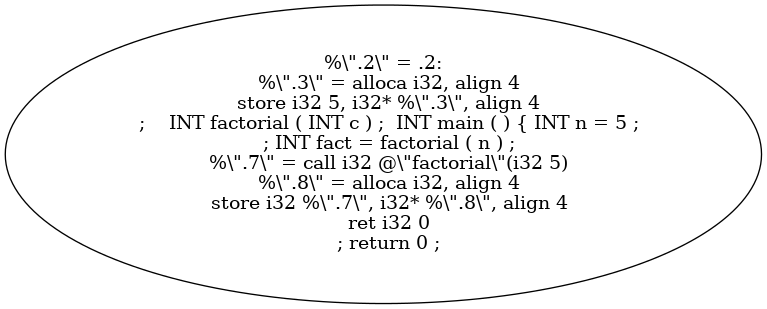 %\".2\" = .2:
%\".3\" = alloca i32, align 4
store i32 5, i32* %\".3\", align 4
;    INT factorial ( INT c ) ;  INT main ( ) { INT n = 5 ;
; INT fact = factorial ( n ) ;
%\".7\" = call i32 @\"factorial\"(i32 5)
%\".8\" = alloca i32, align 4
store i32 %\".7\", i32* %\".8\", align 4
ret i32 0
; return 0 ;